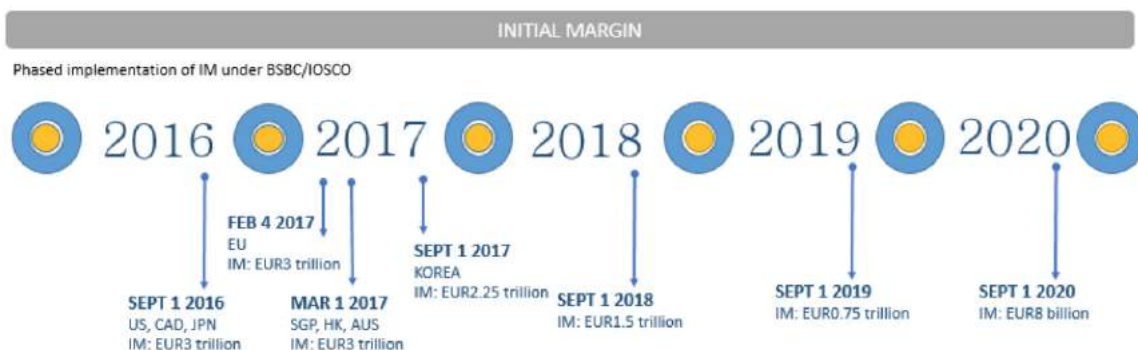 INITIAL MARGIN
Phased implementation of IM under BSBC/IOSCO
2016
2017
2018
2019
2020
FEB 4 2017
EU
IM: EUR3 trillion
SEPT 1 2016
US, CAD, JPN
IM: EUR3 trillion
MAR 1 2017
SGP, HK, AUS
IM: EUR3 trillion
SEPT 1 2017
KOREA
IM: EUR2.25 trillion
SEPT 1 2018
IM: EUR1.5 trillion
SEPT 1 2019
IM: EUR0.75 trillion
SEPT 1 2020
IM: EUR8 billion